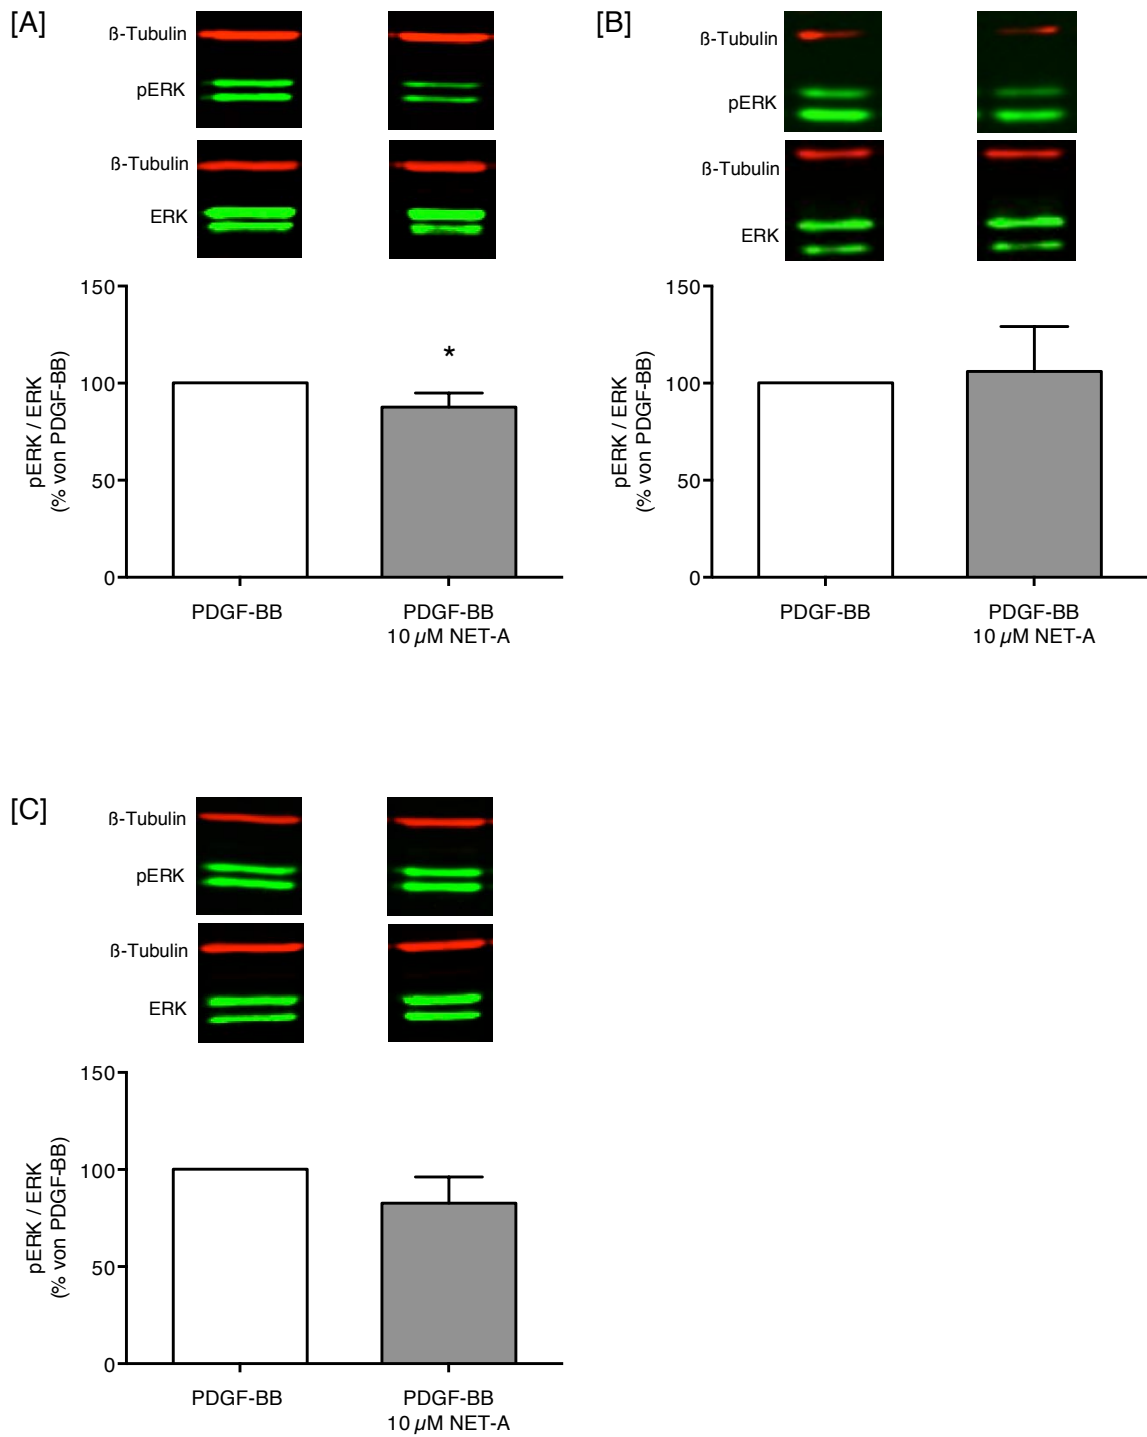 [A]
ß-Tubulin
pERK
ß-Tubulin
ERK
150
100
50
0
pERK / ERK
(% von PDGF-BB)
*
PDGF-BB
PDGF-BB
10 µM NET-A
[B]
ß-Tubulin
pERK
ß-Tubulin
ERK
150
100
50
0
pERK / ERK
(% von PDGF-BB)
PDGF-BB
PDGF-BB
10 µM NET-A
[C]
ß-Tubulin
pERK
ß-Tubulin
ERK
150
100
50
0
pERK / ERK
(% von PDGF-BB)
PDGF-BB
PDGF-BB
10 µM NET-A